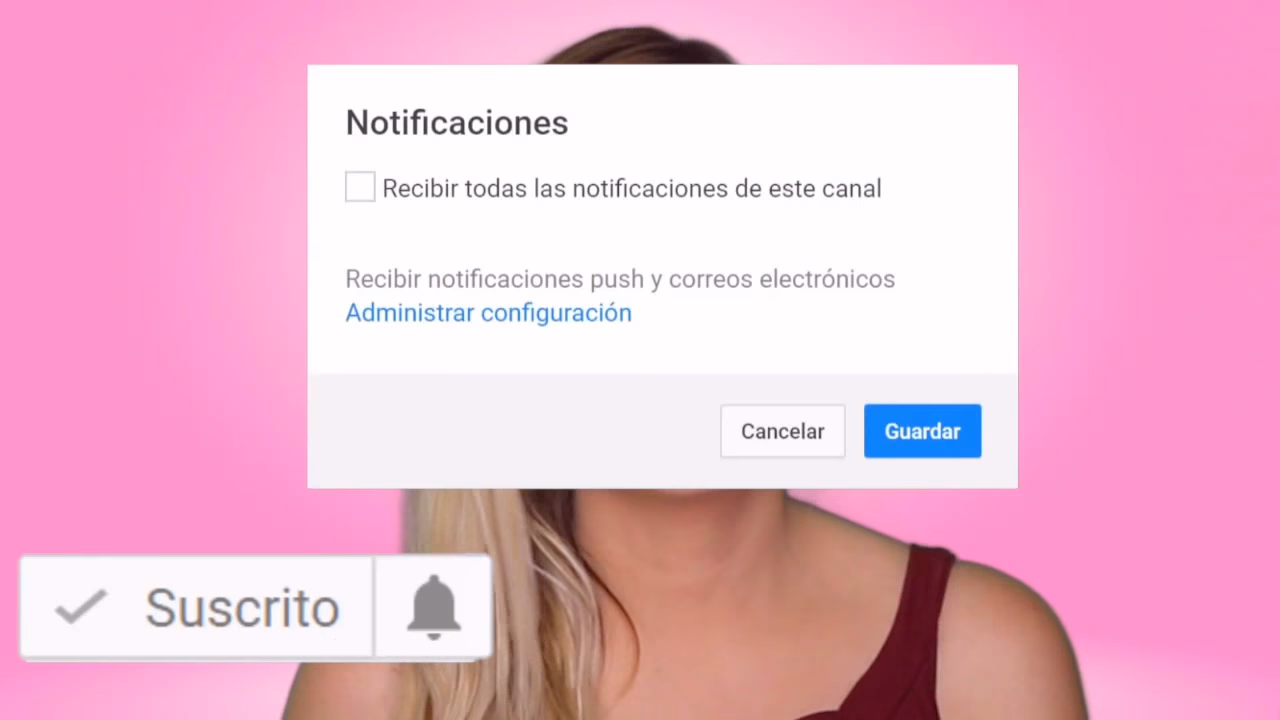 Notificaciones
Recibir todas las notificaciones de este canal
Recibir notificaciones push y correos electrónicos
Administrar configuración
Cancelar
Guardar
Suscrito